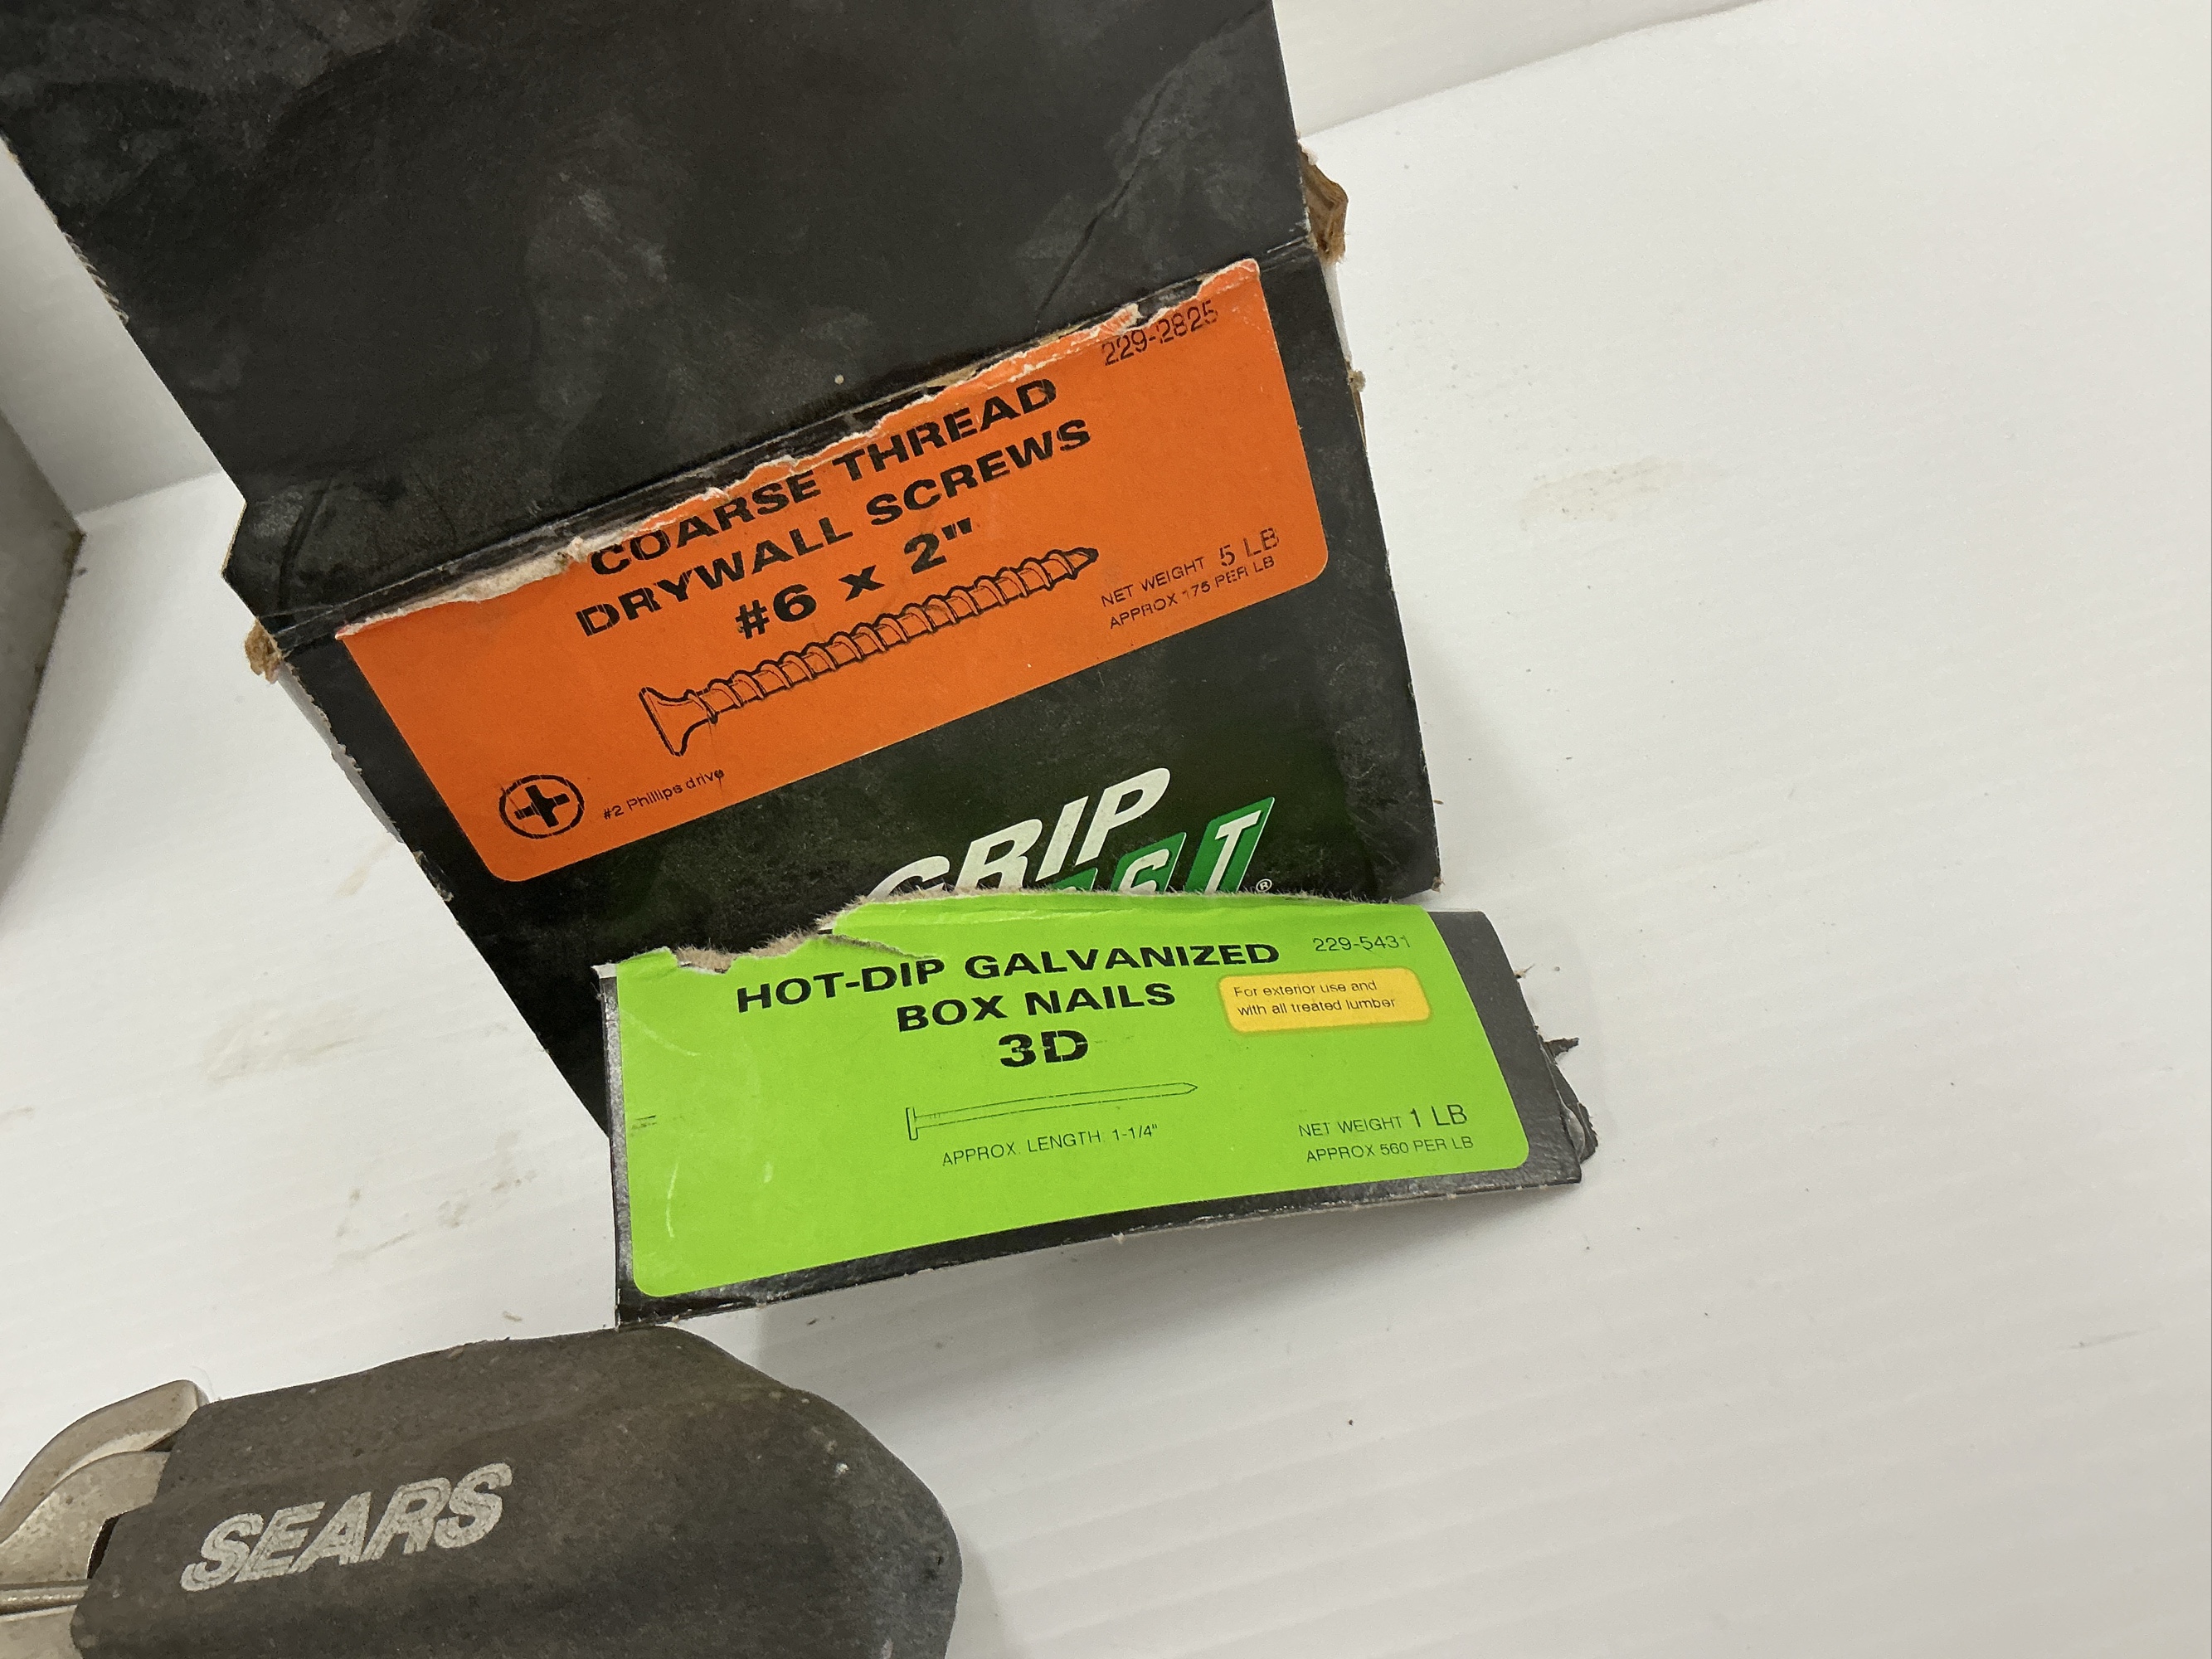 229-2825
COARSE THREAD
DRYWALL SCREWS
#6 x 2"
NET WEIGHT 5 LB
APPROX 175 PER LB
#2 Phillips drive
GRIP
229-5431
HOT-DIP GALVANIZED
BOX NAILS
3D
For exterior use and
with all treated lumber
APPROX. LENGTH: 1-1/4"
NET WEIGHT 1 LB
APPROX 560 PER LB
SEARS